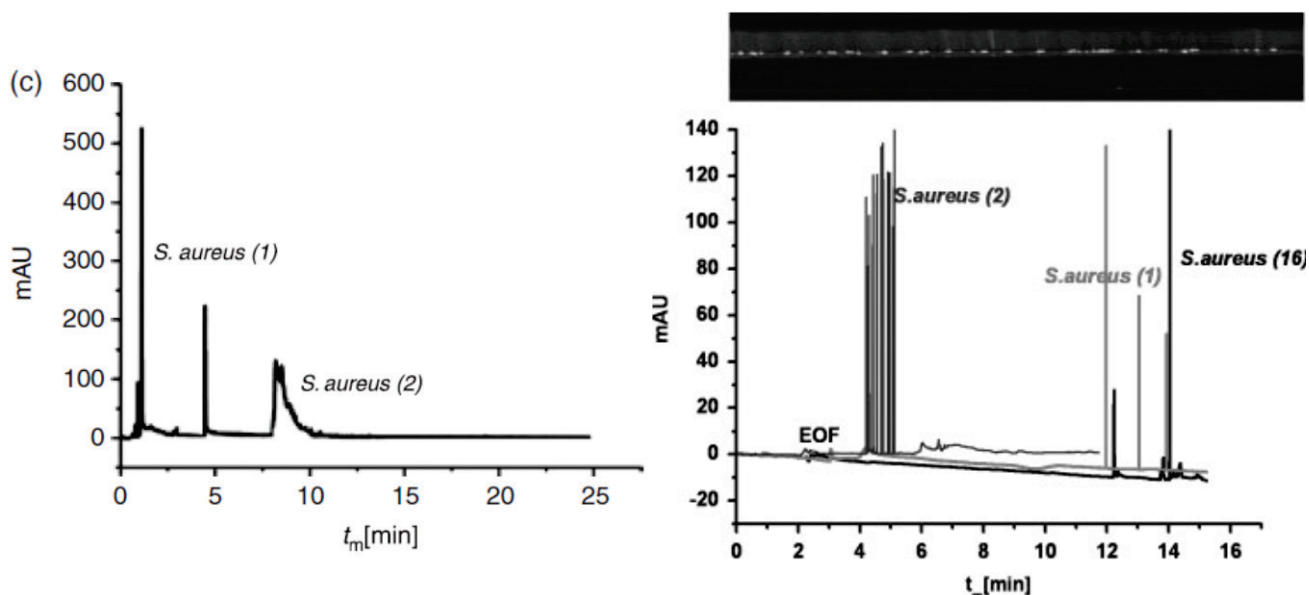 (c)
600
500
400
300
200
100
0
mAU
S. aureus (1)
S. aureus (2)
0 5 10 15 20 25
tm[min]
140
120
100
80
60
40
20
0
-20
mAU
EOF
S.aureus (2)
S.aureus (1)
S.aureus (16)
0 2 4 6 8 10 12 14 16
t_[min]